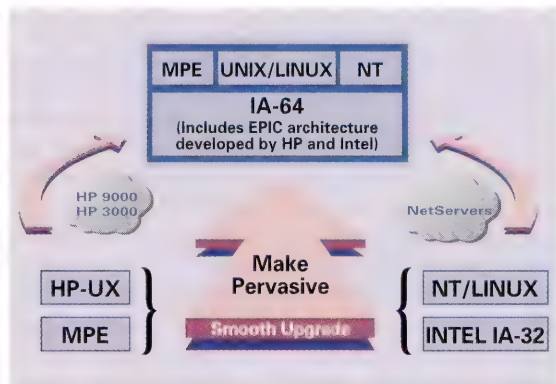 MPE UNIX/LINUX NT
IA-64
(Includes EPIC architecture
developed by HP and Intel)
HP 9000
HP 3000
NetServers
Make
Pervasive
HP-UX
MPE
NT/LINUX
INTEL IA-32
Smooth Upgrade